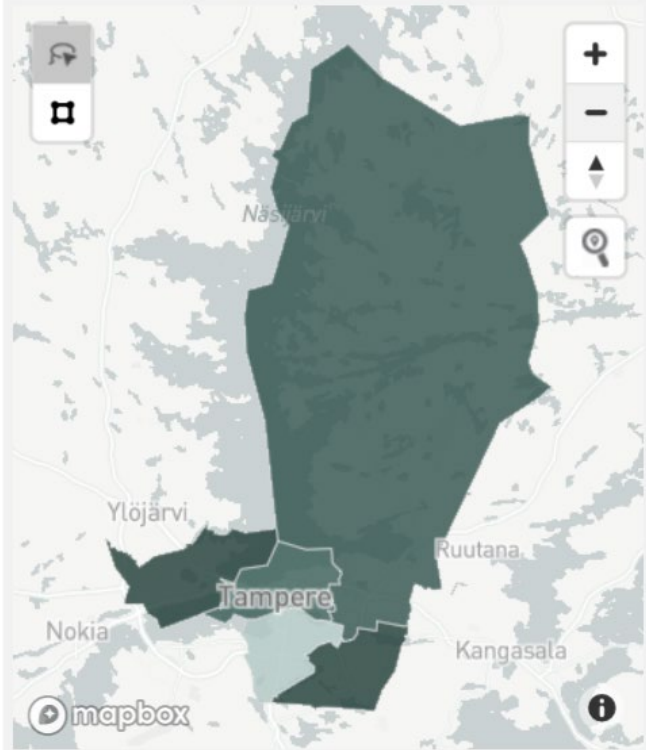 Näsijärvi
Ylöjärvi
Ruutana
Tampere
Nokia
Kangasala
mapbox